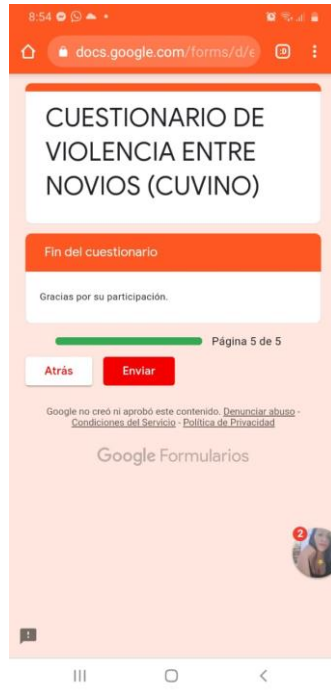 8:54
docs.google.com/forms/d/e
:D
CUESTIONARIO DE
VIOLENCIA ENTRE
NOVIOS (CUVINO)
Fin del cuestionario
Gracias por su participación.
Página 5 de 5
Atrás
Enviar
Google no creó ni aprobó este contenido. Denunciar abuso -
Condiciones del Servicio - Política de Privacidad
Google Formularios
2